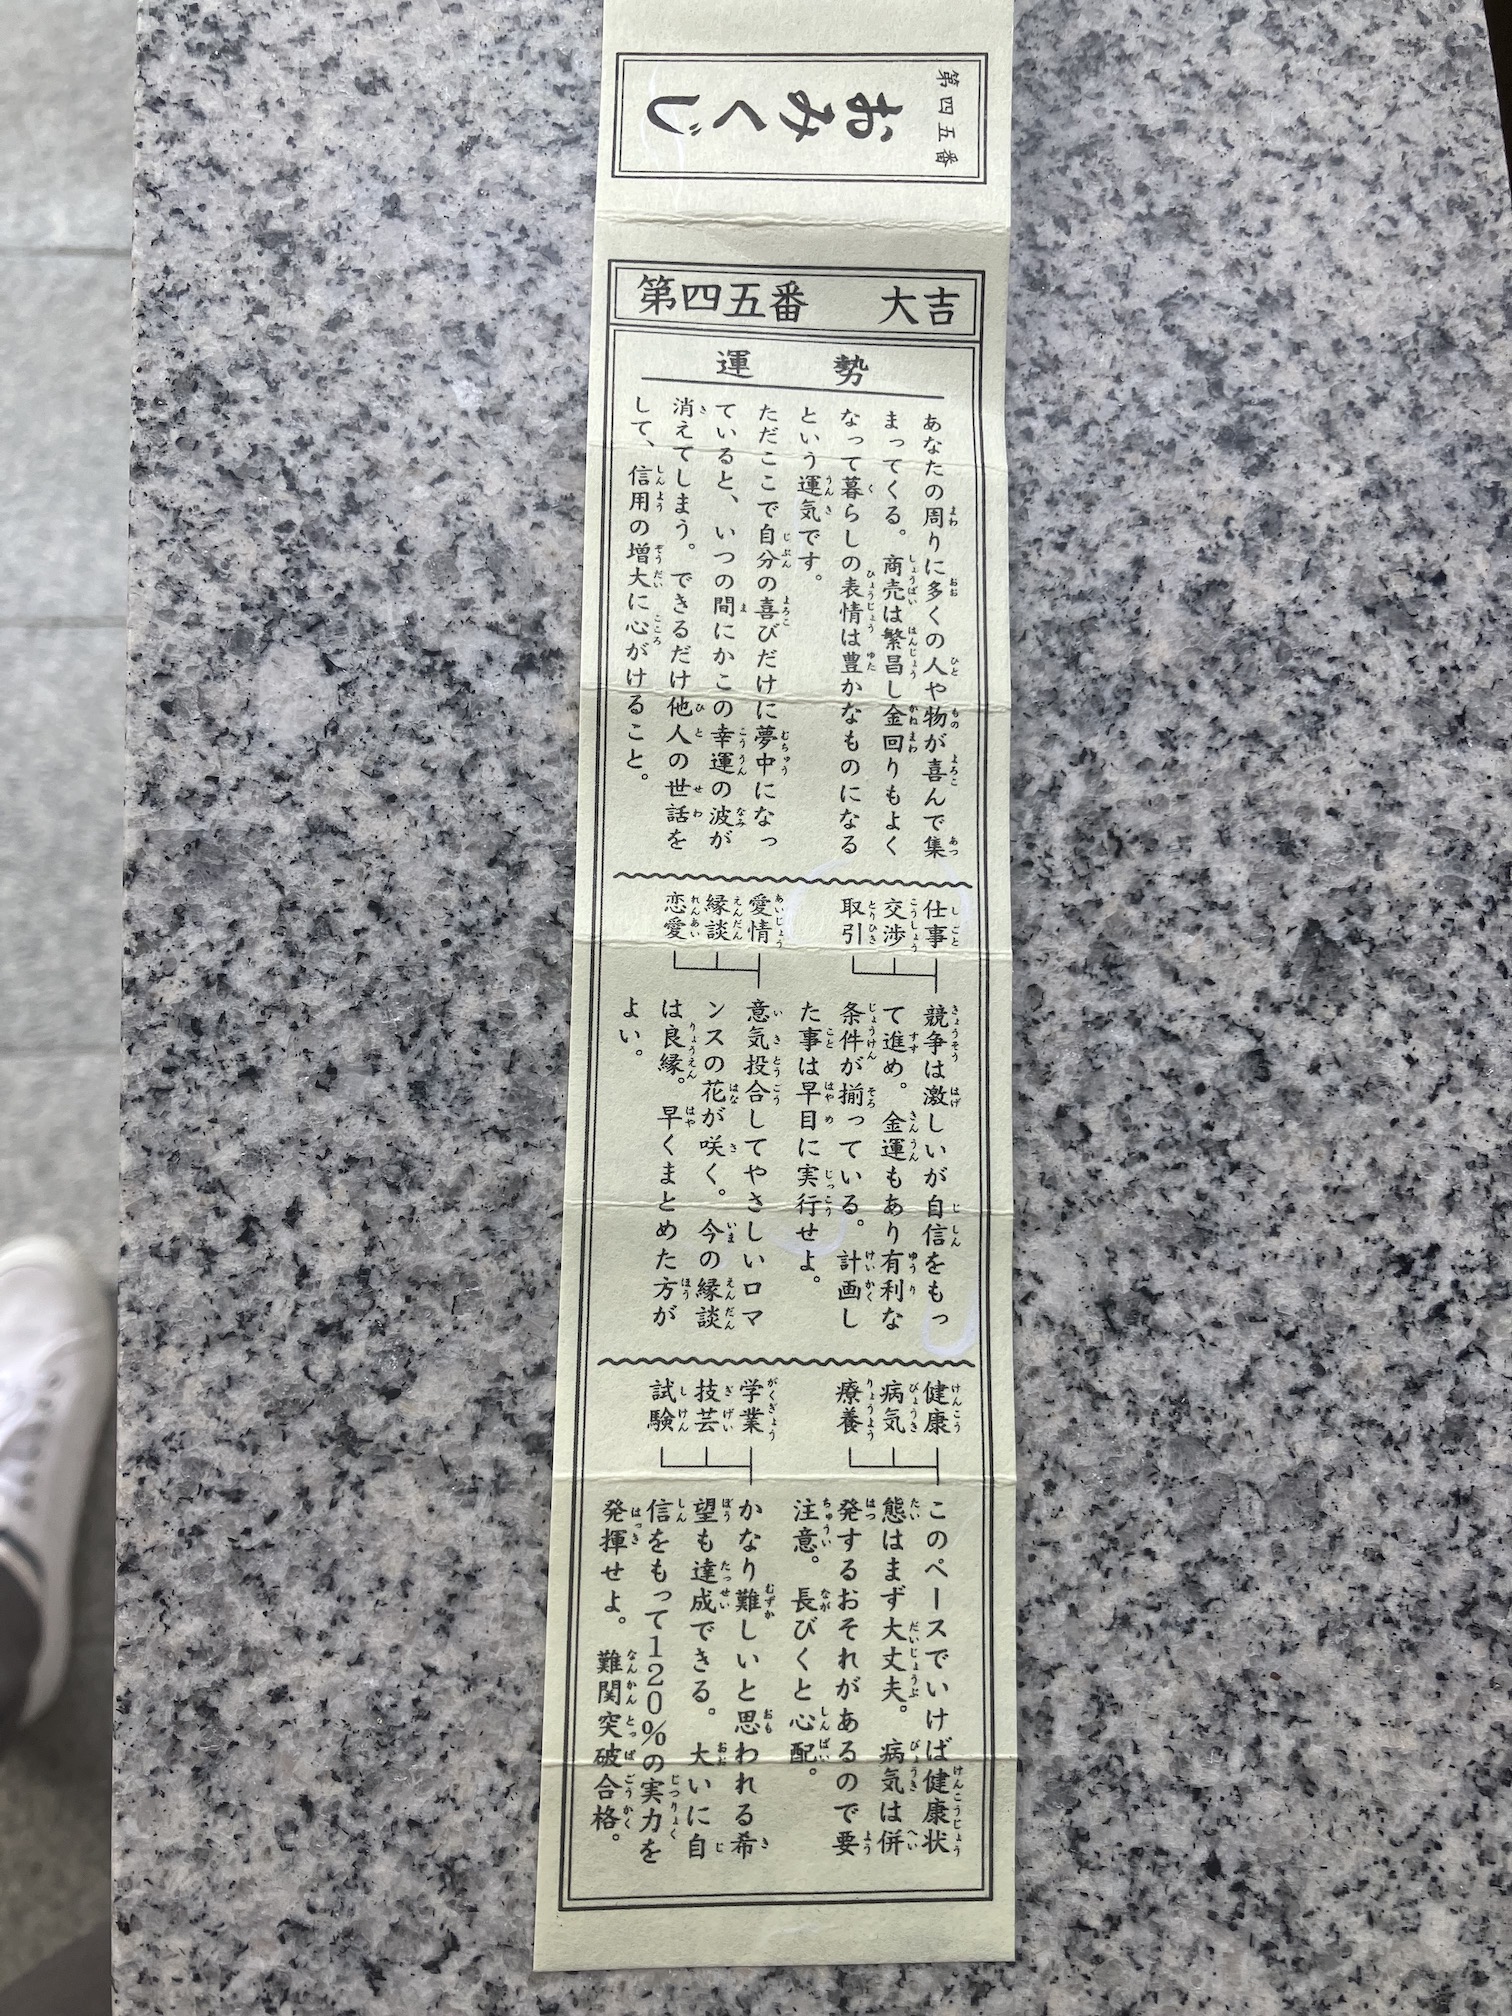 第四五番
おみくじ
第四五番 大吉
運勢
あなたの周りに多くの人や物が喜んで集
まってくる。商売は繁昌し金回りもよく
なって暮らしの表情は豊かなものになる
という運気です。
ただここで自分の喜びだけに夢中になっ
ていると、いつの間にかこの幸運の波が
消えてしまう。できるだけ他人の世話を
して、信用の増大に心がけること。
仕事
交渉
取引
競争は激しいが自信をもっ
て進め。金運もあり有利な
条件が揃っている。計画し
た事は早目に実行せよ。
愛情
縁談
恋愛
意気投合してやさしいロマ
ンスの花が咲く。今の縁談
は良縁。早くまとめた方が
よい。
健康
病気
療養
このペースでいけば健康状
態はまず大丈夫。病気は併
発するおそれがあるので要
注意。長びくと心配。
学業
技芸
試験
かなり難しいと思われる希
望も達成できる。大いに自
信をもって120%の実力を
発揮せよ。難関突破合格。